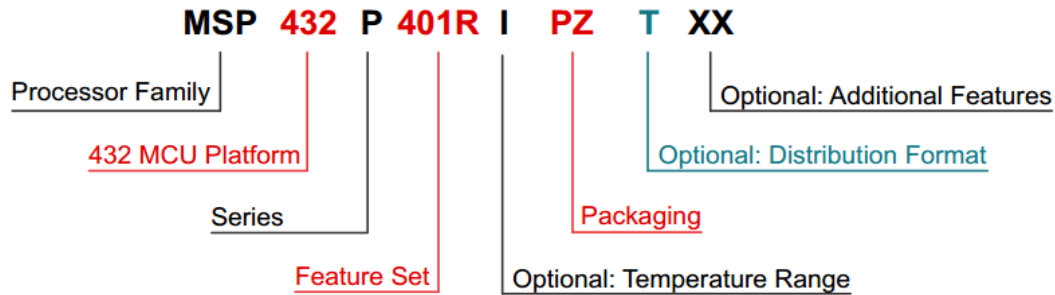 MSP 432 P 401R I PZ T XX
Processor Family
Optional: Additional Features
432 MCU Platform
Optional: Distribution Format
Series
Packaging
Feature Set
Optional: Temperature Range